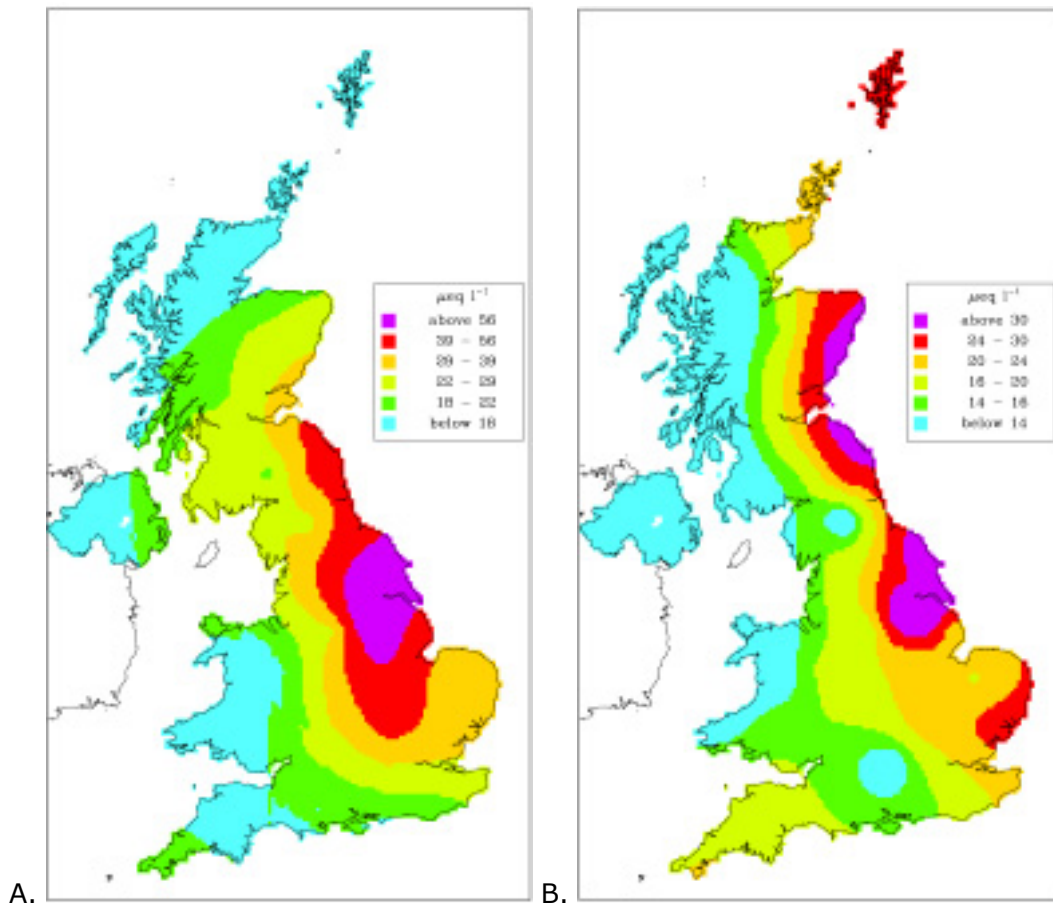 µeq l⁻¹
above 56
39 - 56
29 - 39
22 - 29
18 - 22
below 18
µeq l⁻¹
above 30
24 - 30
20 - 24
16 - 20
14 - 16
below 14
A.
B.